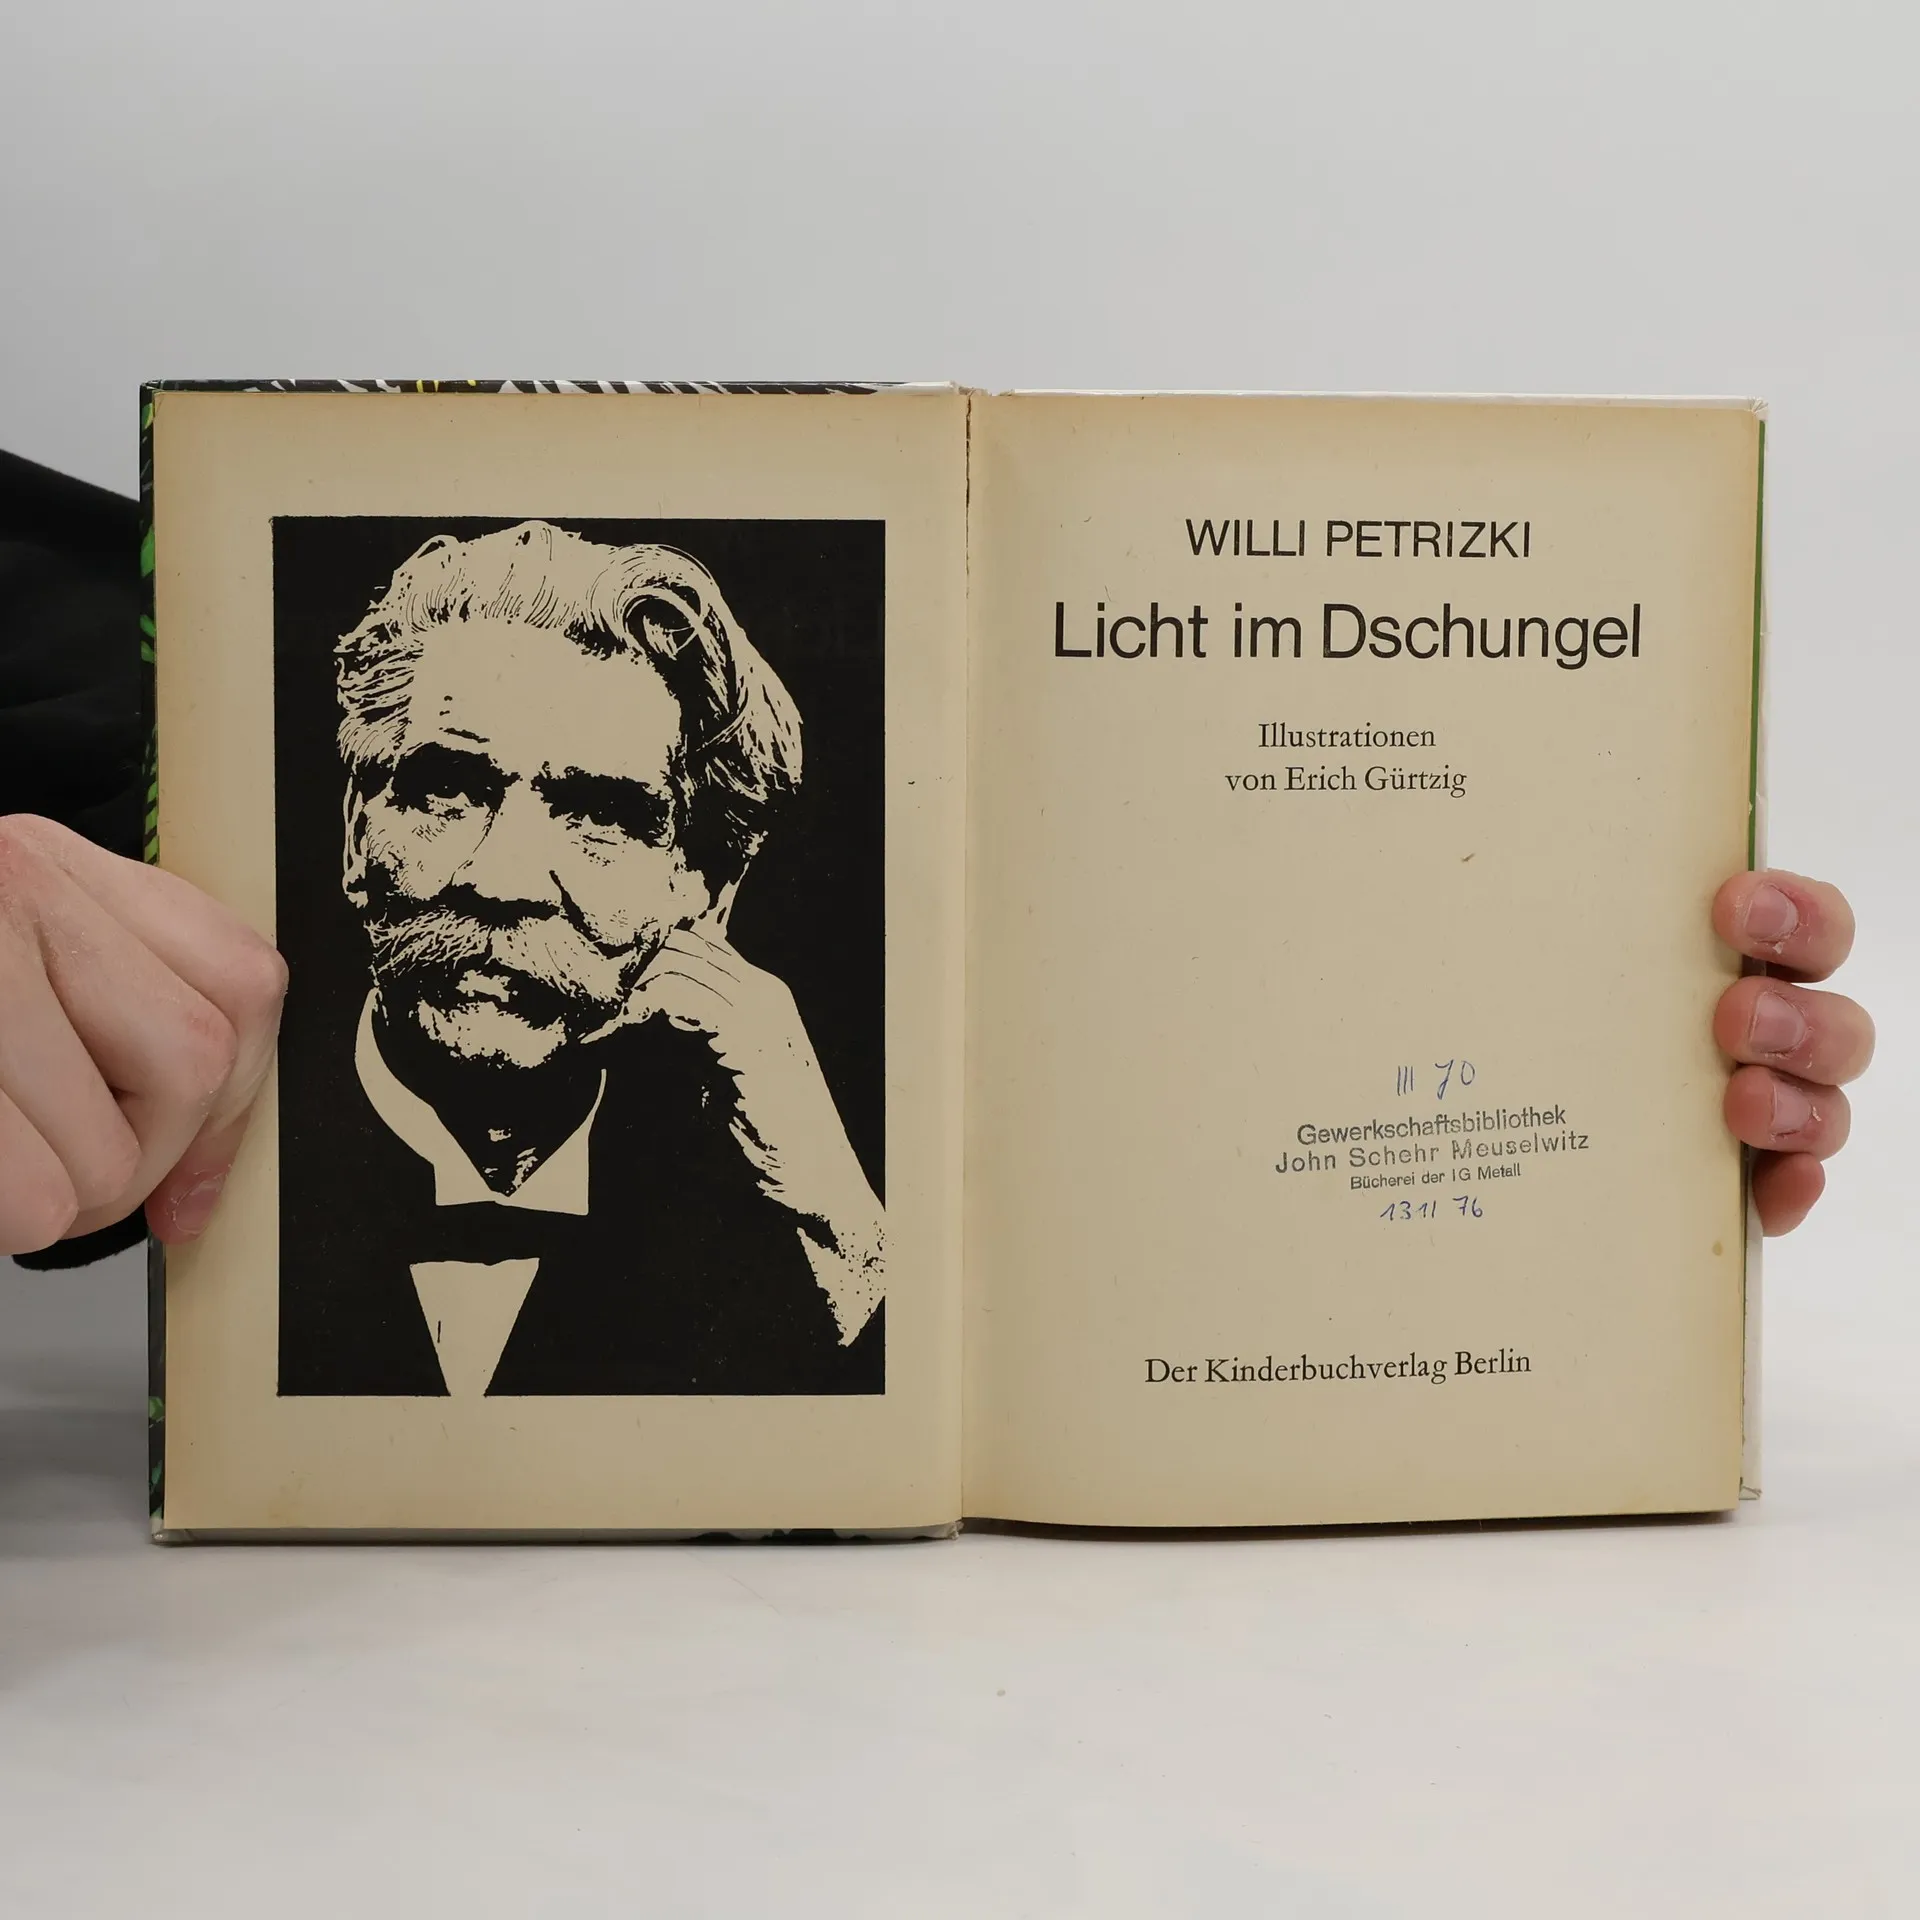 WILLI PETRIZKI
Licht im Dschungel
Illustrationen
von Erich Gürtzig
III 70
Gewerkschaftsbibliothek
John Schehr Meuselwitz
Bücherei der IG Metall
13 11 76
Der Kinderbuchverlag Berlin